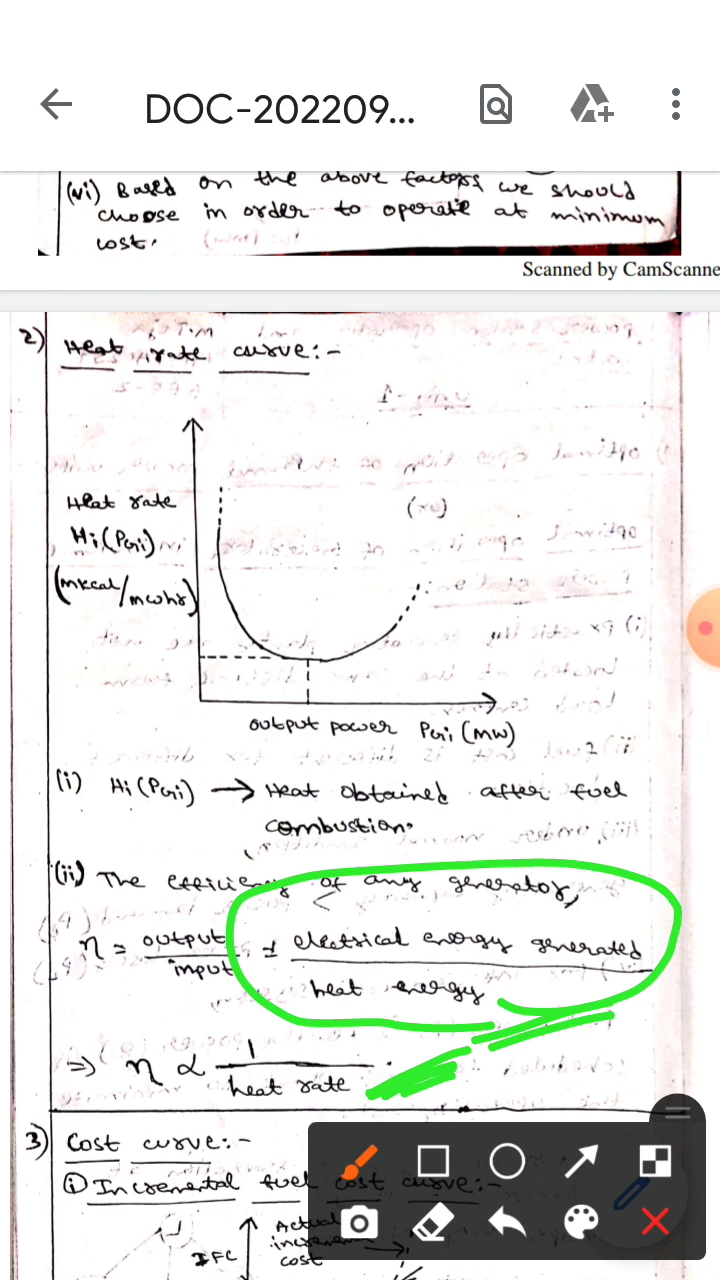 DOC-202209...
(vi) Based on the above factors we should
choose in order to operate at minimum
cost.
Scanned by CamScanne
2) Heat rate curve:-
Heat rate
Hi(PGi)
(mkcal/mwhr)
output power PGi (MW)
(i) Hi(PGi) → Heat obtained after fuel
combustion.
(ii) The efficiency of any generator,
η = output/input = electrical energy generated/heat energy
⇒ η ∝ 1/heat rate
3) Cost curve:-
(i) Incremental fuel cost curve:-
Actual
IFC
cost